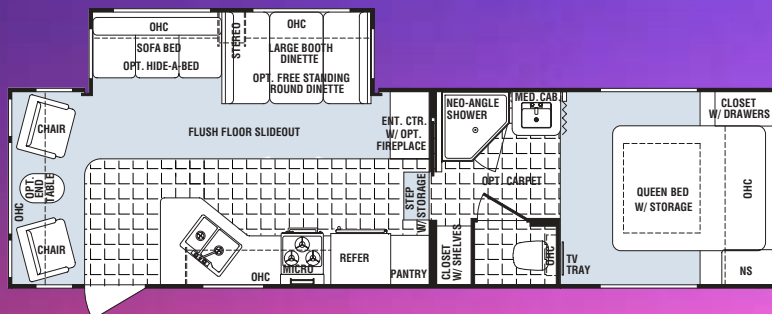 OHC
SOFA BED
OPT. HIDE-A-BED
STEREO
OHC
LARGE BOOTH
DINETTE
OPT. FREE STANDING
ROUND DINETTE
CHAIR
OPT.
END
TABLE
OHC
CHAIR
FLUSH FLOOR SLIDEOUT
ENT. CTR.
W/ OPT.
FIREPLACE
STEP
W/ STORAGE
OHC
MICRO
REFER
PANTRY
NEO-ANGLE
SHOWER
MED. CAB.
OPT. CARPET
CLOSET
W/ SHELVES
OHC
TV
TRAY
CLOSET
W/ DRAWERS
QUEEN BED
W/ STORAGE
OHC
NS